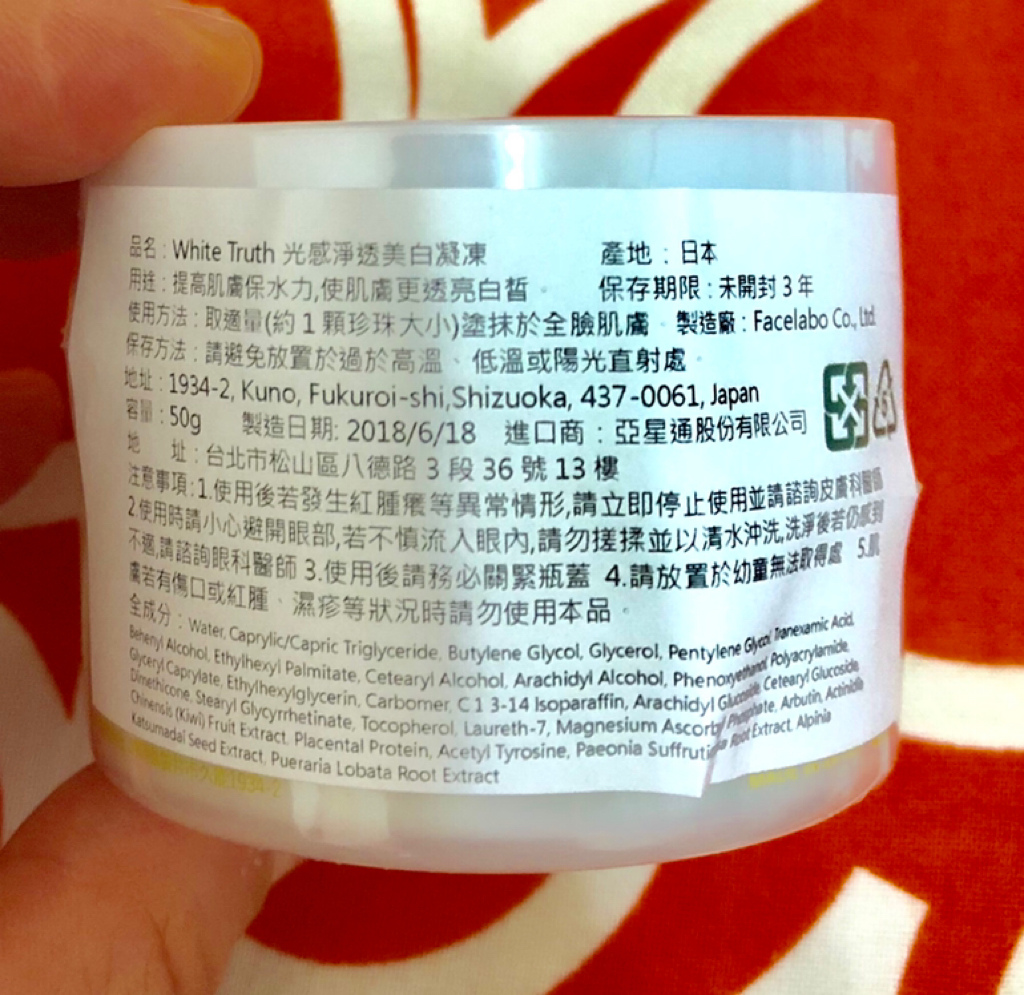 品名：White Truth 光感淨透美白凝凍 產地：日本
用途：提高肌膚保水力,使肌膚更透亮白皙。 保存期限：未開封 3 年
使用方法：取適量(約 1 顆珍珠大小)塗抹於全臉肌膚。 製造廠：Facelabo Co., Ltd
保存方法：請避免放置於過於高溫、低溫或陽光直射處。
地址：1934-2, Kuno, Fukuroi-shi,Shizuoka, 437-0061, Japan
容量：50g 製造日期: 2018/6/18 進口商：亞星通股份有限公司
地 址：台北市松山區八德路 3 段 36 號 13 樓
注意事項:1.使用後若發生紅腫癢等異常情形,請立即停止使用並請諮詢皮膚科醫師
2.使用時請小心避開眼部,若不慎流入眼內,請勿搓揉並以清水沖洗,洗淨後若仍感到
不適,請諮詢眼科醫師 3.使用後請務必關緊瓶蓋 4.請放置於幼童無法取得處 5.肌
膚若有傷口或紅腫、濕疹等狀況時請勿使用本品。
全成分：Water, Caprylic/Capric Triglyceride, Butylene Glycol, Glycerol, Pentylene Glycol, Tranexamic Acid,
Behenyl Alcohol, Ethylhexyl Palmitate, Cetearyl Alcohol, Arachidyl Alcohol, Phenoxyethanol, Polyacrylamide,
Glyceryl Caprylate, Ethylhexylglycerin, Carbomer, C 1 3-14 Isoparaffin, Arachidyl Glucoside, Cetearyl Glucoside,
Dimethicone, Stearyl Glycyrrhetinate, Tocopherol, Laureth-7, Magnesium Ascorbyl Phosphate, Arbutin, Actinidia
Chinensis (Kiwi) Fruit Extract, Placental Protein, Acetyl Tyrosine, Paeonia Root Extract, Alpinia
Katsumadai Seed Extract, Pueraria Lobata Root Extract
1934-2